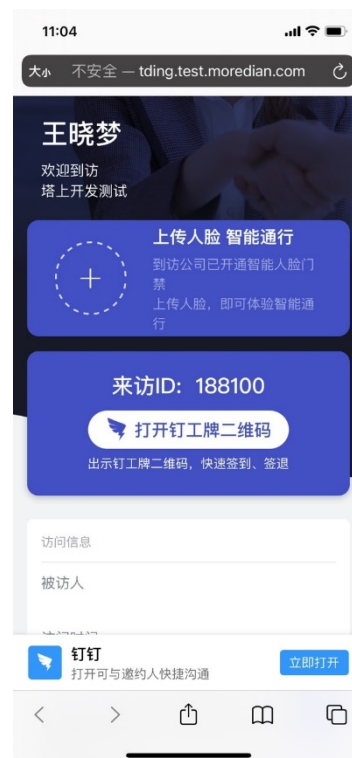 11:04
大小 不安全 — tding.test.moredian.com
王晓梦
欢迎到访
塔上开发测试
上传人脸 智能通行
到访公司已开通智能人脸门
禁
上传人脸，即可体验智能通
行
来访ID: 188100
打开钉工牌二维码
出示钉工牌二维码，快速签到、签退
访问信息
被访人
访问时间
钉钉
打开可与邀约人快捷沟通
立即打开